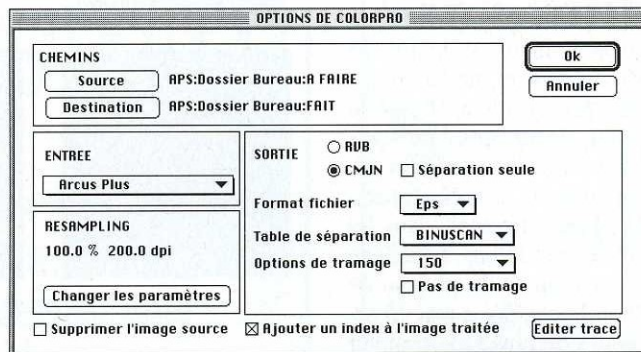 OPTIONS DE COLORPRO
CHEMINS
Source APS:Dossier Bureau:A FAIRE
Destination APS:Dossier Bureau:FAIT
Ok
Annuler
ENTREE
Arcus Plus
RESAMPLING
100.0 % 200.0 dpi
Changer les paramètres
SORTIE
RVB
CMJN Séparation seule
Format fichier Eps
Table de séparation BINUSCAN
Options de tramage 150
Pas de tramage
Supprimer l'image source Ajouter un index à l'image traitée Editer trace